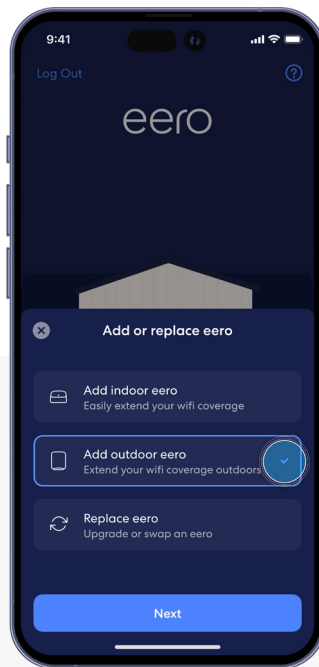 9:41
Log Out
eero
Add or replace eero
Add indoor eero
Easily extend your wifi coverage
Add outdoor eero
Extend your wifi coverage outdoors
Replace eero
Upgrade or swap an eero
Next